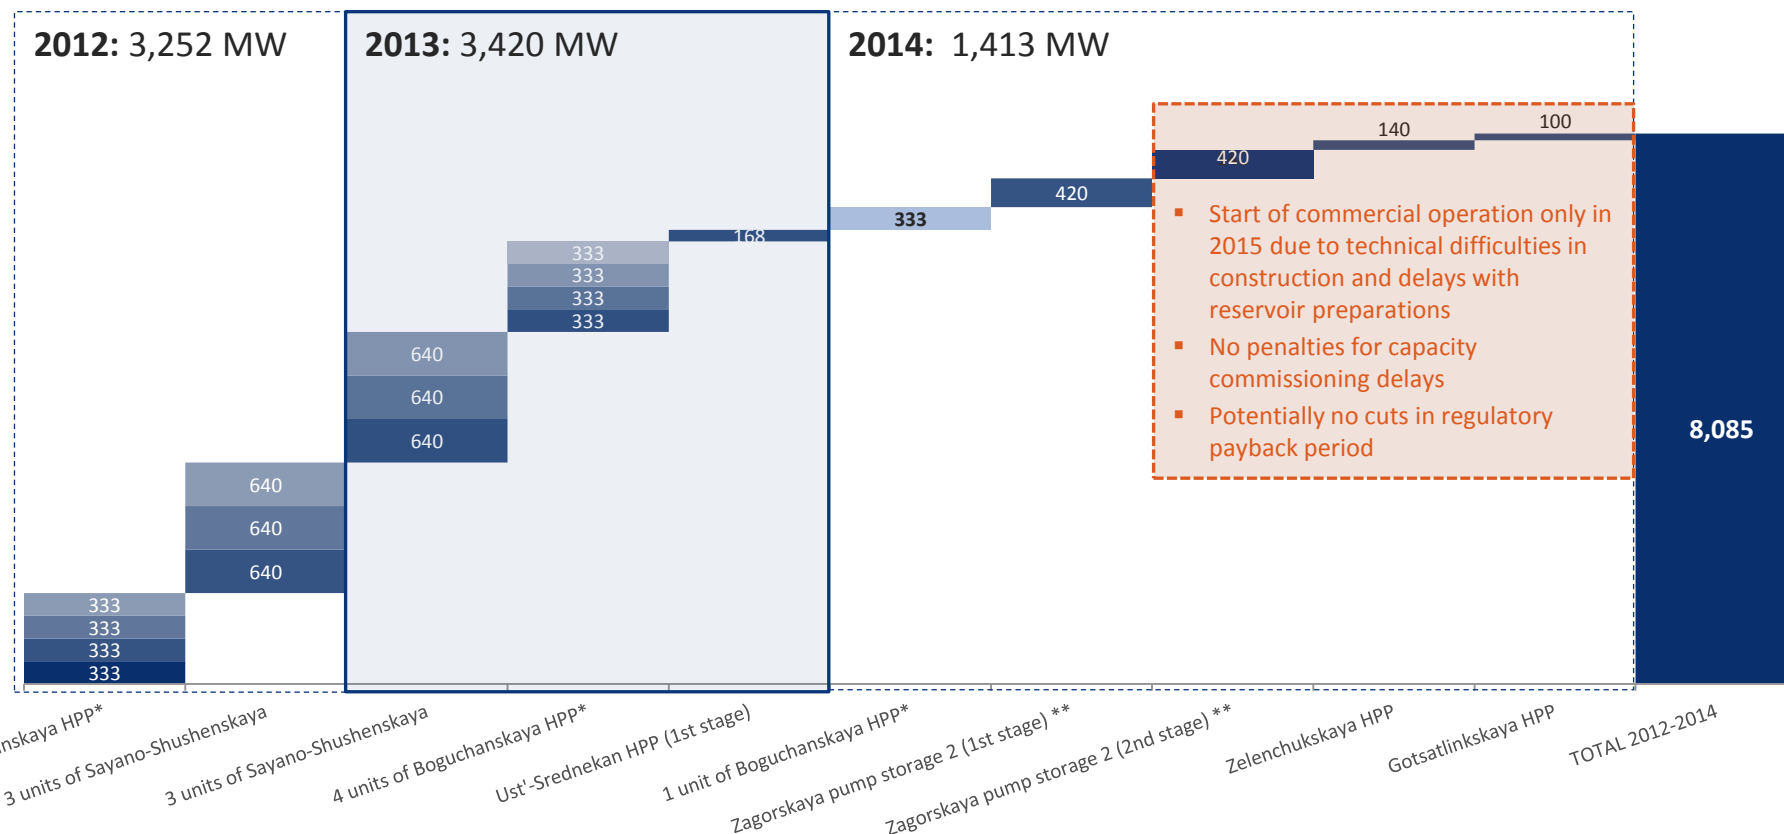 2012: 3,252 MW
2013: 3,420 MW
2014: 1,413 MW
333
333
333
333
640
640
640
640
640
640
333
333
333
333
168
333
420
420
140
100
Start of commercial operation only in
2015 due to technical difficulties in
construction and delays with
reservoir preparations
No penalties for capacity
commissioning delays
Potentially no cuts in regulatory
payback period
8,085
HPP*
3 units of Sayano-Shushenskaya
3 units of Sayano-Shushenskaya
4 units of Boguchanskaya HPP*
Ust'-Srednekan HPP (1st stage)
1 unit of Boguchanskaya HPP*
Zagorskaya pump storage 2 (1st stage) **
Zagorskaya pump storage 2 (2nd stage) **
Zelenchukskaya HPP
Gotsatlinkskaya HPP
TOTAL 2012-2014